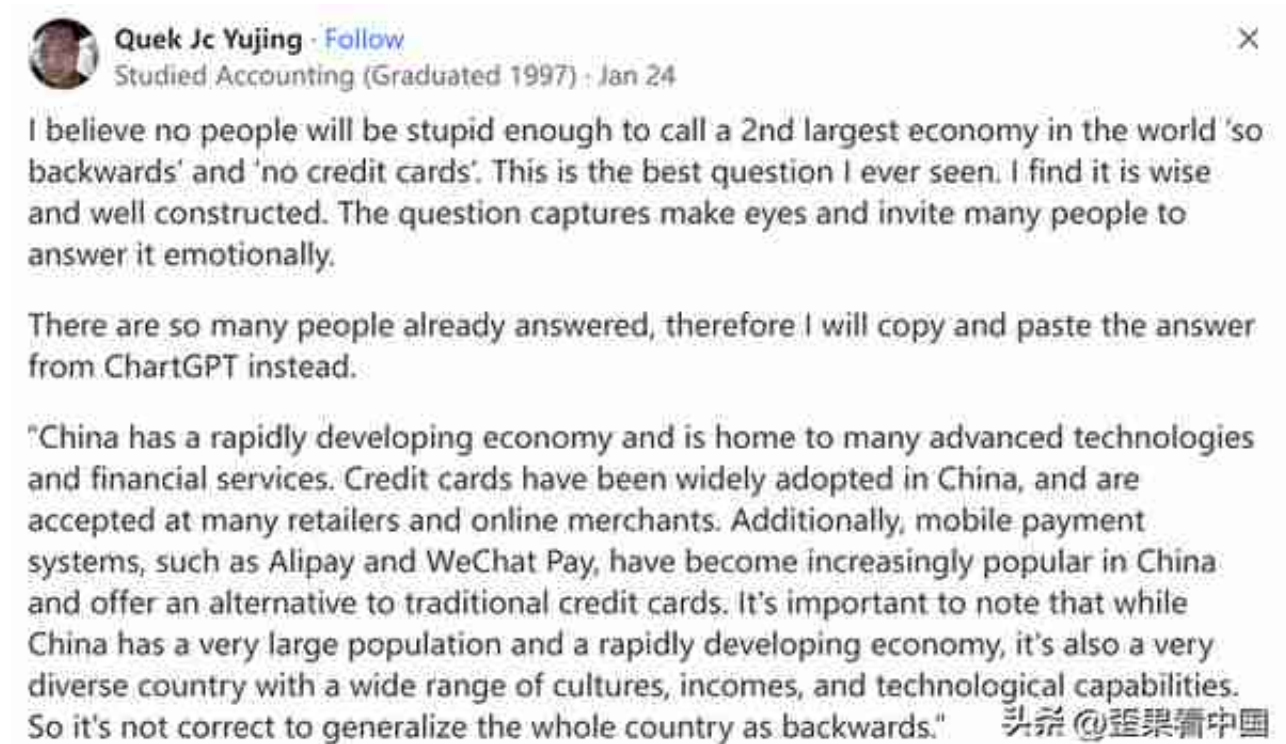 Quek Jc Yujing · Follow
Studied Accounting (Graduated 1997) · Jan 24
I believe no people will be stupid enough to call a 2nd largest economy in the world 'so
backwards' and 'no credit cards'. This is the best question I ever seen. I find it is wise
and well constructed. The question captures make eyes and invite many people to
answer it emotionally.
There are so many people already answered, therefore I will copy and paste the answer
from ChartGPT instead.
"China has a rapidly developing economy and is home to many advanced technologies
and financial services. Credit cards have been widely adopted in China, and are
accepted at many retailers and online merchants. Additionally, mobile payment
systems, such as Alipay and WeChat Pay, have become increasingly popular in China
and offer an alternative to traditional credit cards. It's important to note that while
China has a very large population and a rapidly developing economy, it's also a very
diverse country with a wide range of cultures, incomes, and technological capabilities.
So it's not correct to generalize the whole country as backwards."
头条 @歪果看中国